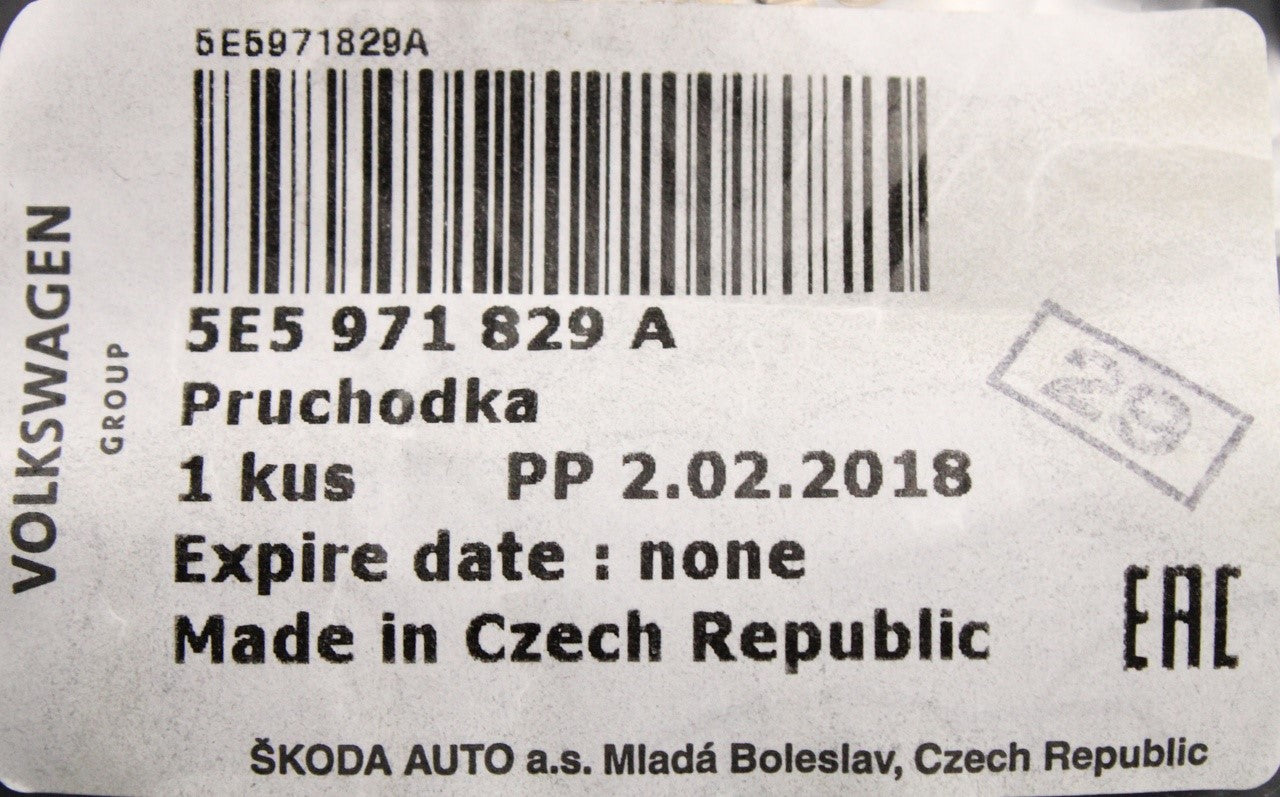 5E5971829A
5E5 971 829 A
Pruchodka
1 kus PP 2.02.2018
Expire date : none
Made in Czech Republic
ŠKODA AUTO a.s. Mladá Boleslav, Czech Republic
VOLKSWAGEN
GROUP
29
EAC